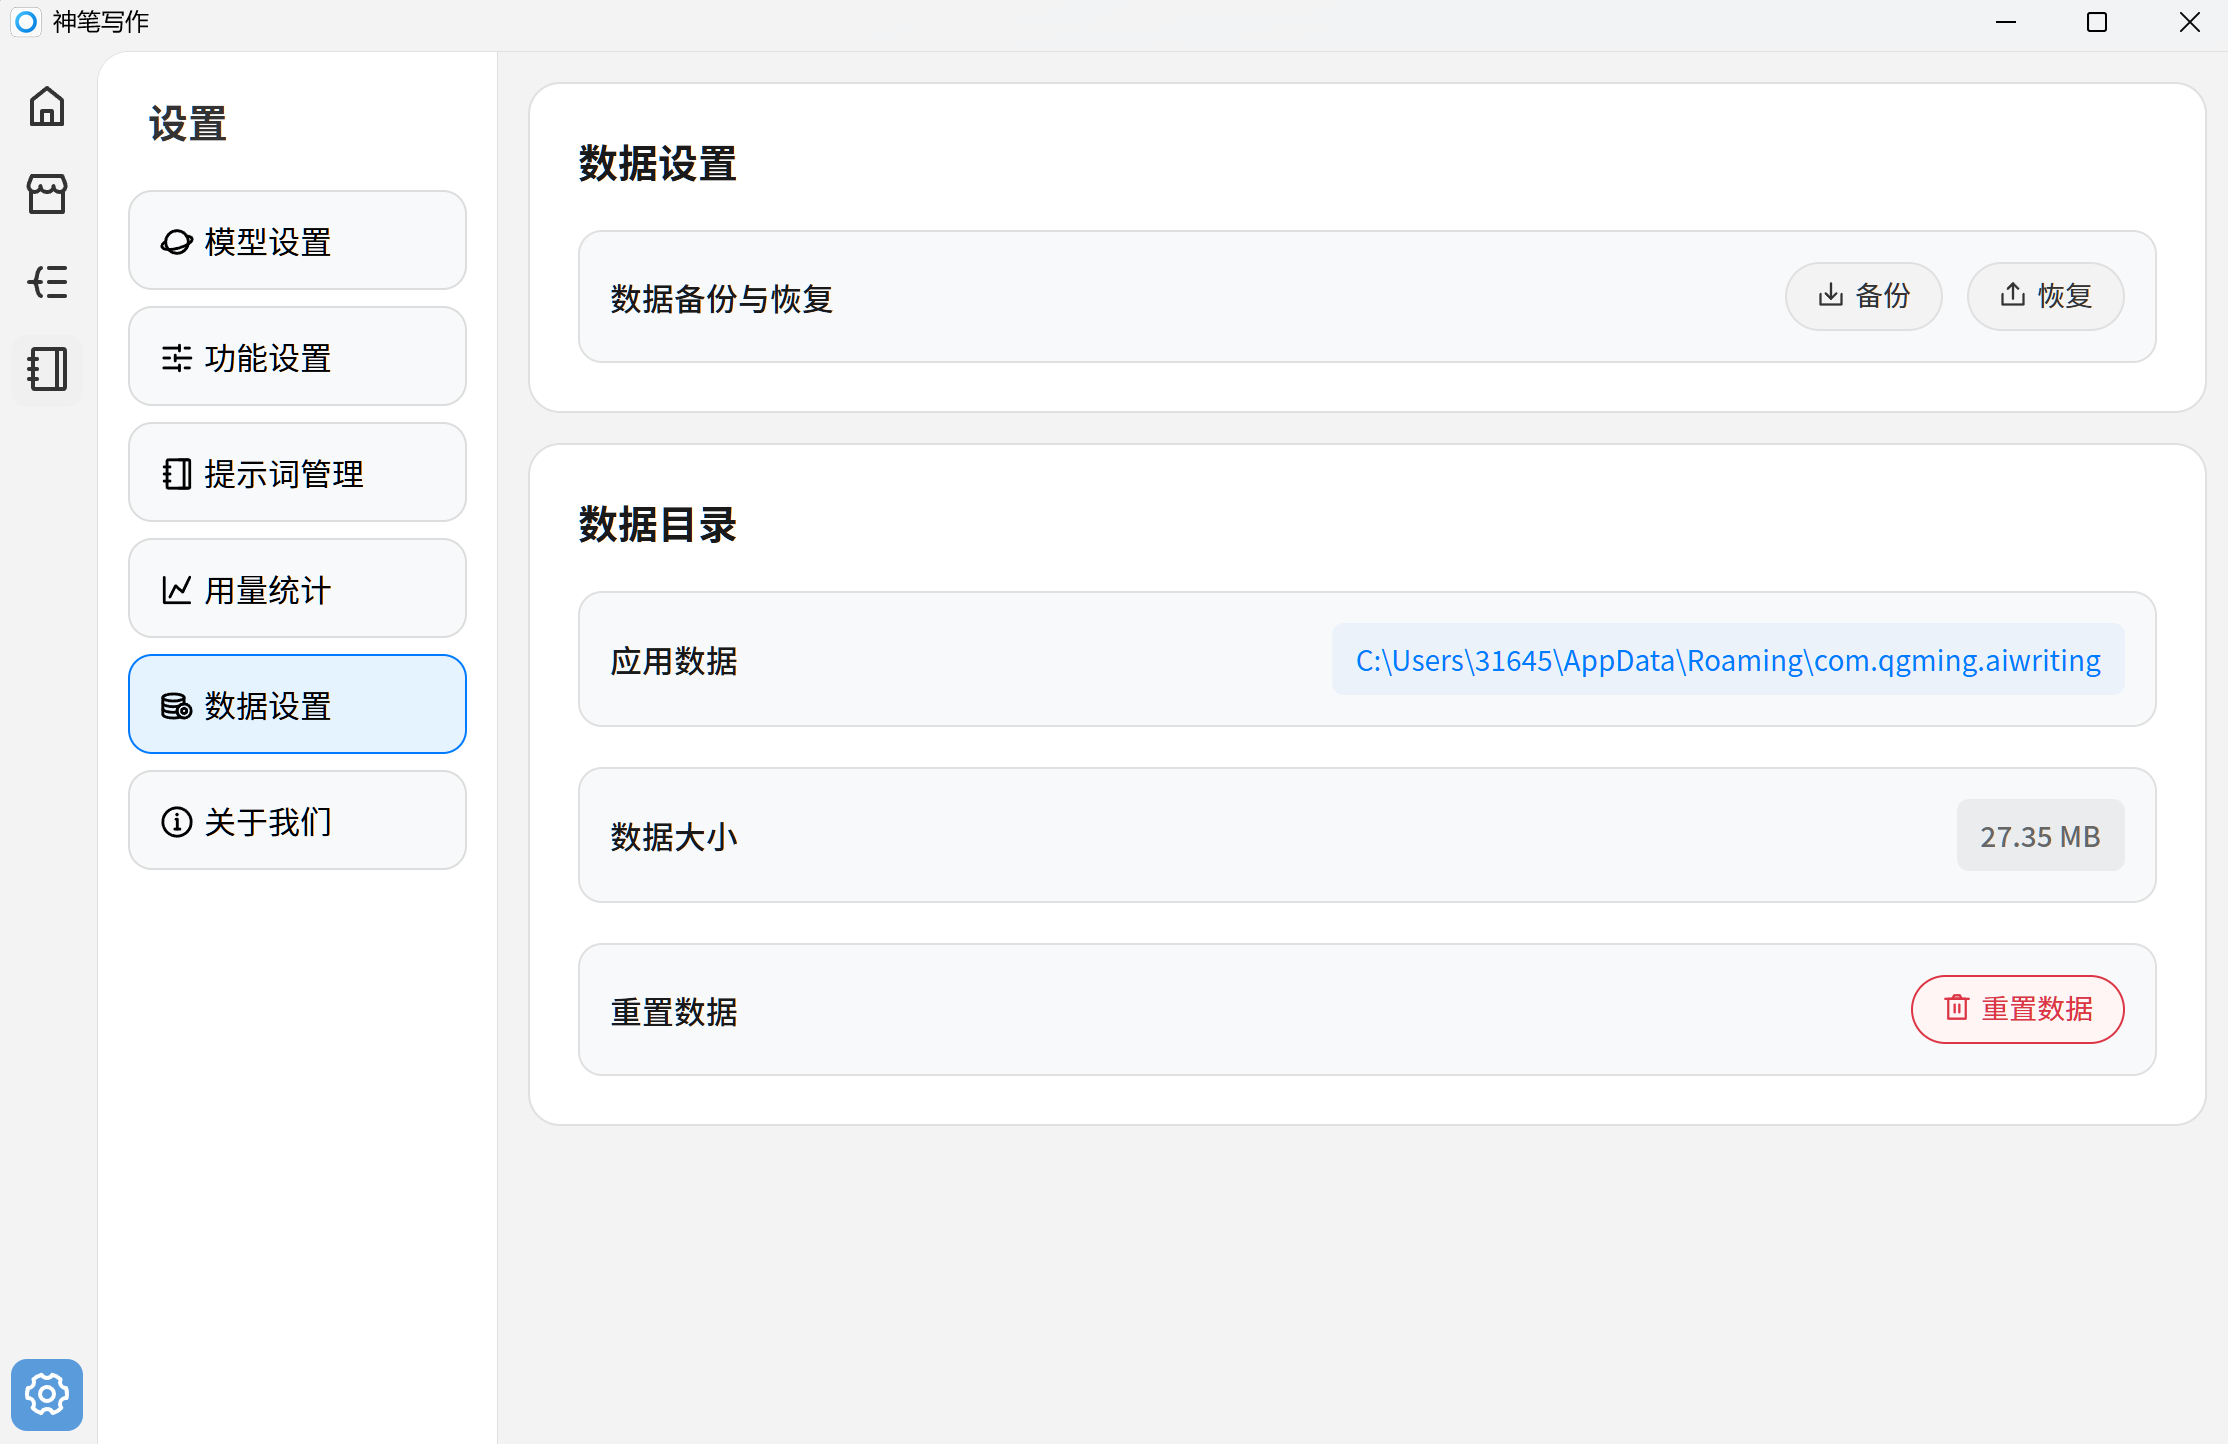 神笔写作
设置
模型设置
功能设置
提示词管理
用量统计
数据设置
关于我们
数据设置
数据备份与恢复
备份
恢复
数据目录
应用数据
C:\Users\31645\AppData\Roaming\com.qgming.aiwriting
数据大小
27.35 MB
重置数据
重置数据